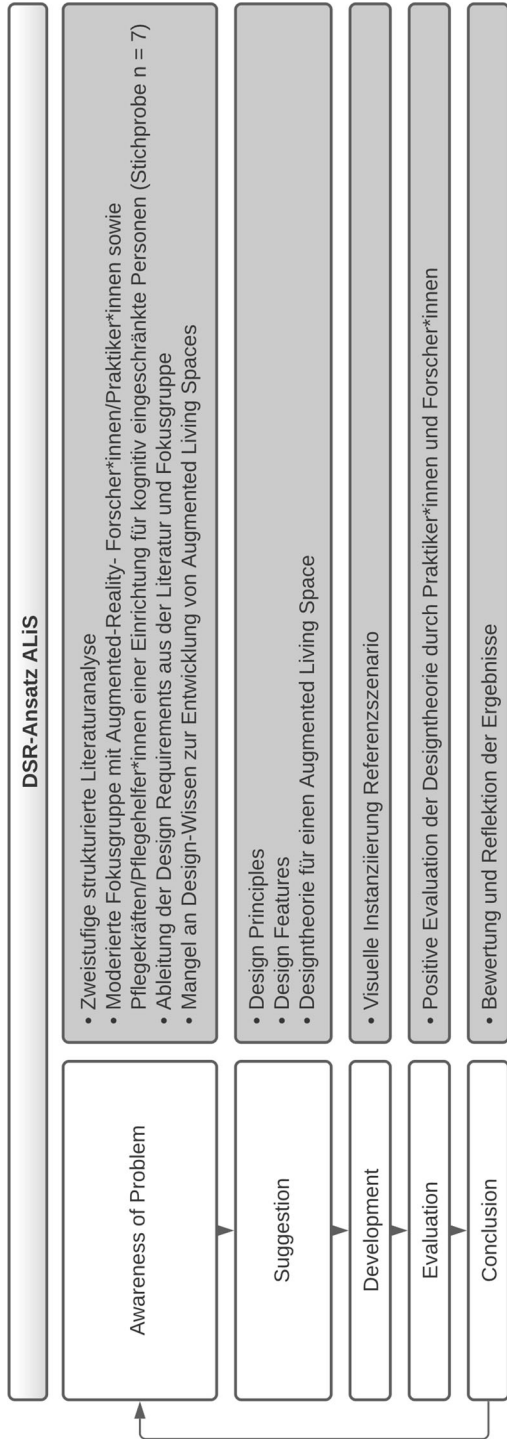 DSR-Ansatz ALiS
Awareness of Problem
• Zweistufige strukturierte Literaturanalyse
• Moderierte Fokusgruppe mit Augmented-Reality- Forscher*innen/Praktiker*innen sowie
Pflegekräften/Pflegehelfer*innen einer Einrichtung für kognitiv eingeschränkte Personen (Stichprobe n = 7)
• Ableitung der Design Requirements aus der Literatur und Fokusgruppe
• Mangel an Design-Wissen zur Entwicklung von Augmented Living Spaces
Suggestion
• Design Principles
• Design Features
• Designtheorie für einen Augmented Living Space
Development
• Visuelle Instanziierung Referenzszenario
Evaluation
• Positive Evaluation der Designtheorie durch Praktiker*innen und Forscher*innen
Conclusion
• Bewertung und Reflektion der Ergebnisse